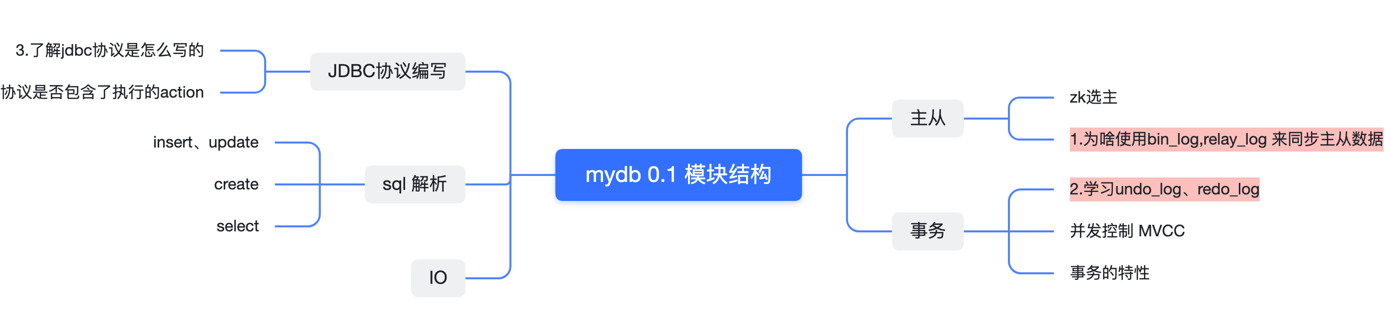 mydb 0.1 模块结构
JDBC协议编写
3.了解jdbc协议是怎么写的
协议是否包含了执行的action
sql 解析
insert、update
create
select
IO
主从
zk选主
1.为啥使用bin_log,relay_log 来同步主从数据
事务
2.学习undo_log、redo_log
并发控制 MVCC
事务的特性